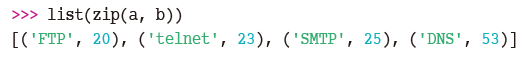 >>> list(zip(a, b))
[('FTP', 20), ('telnet', 23), ('SMTP', 25), ('DNS', 53)]